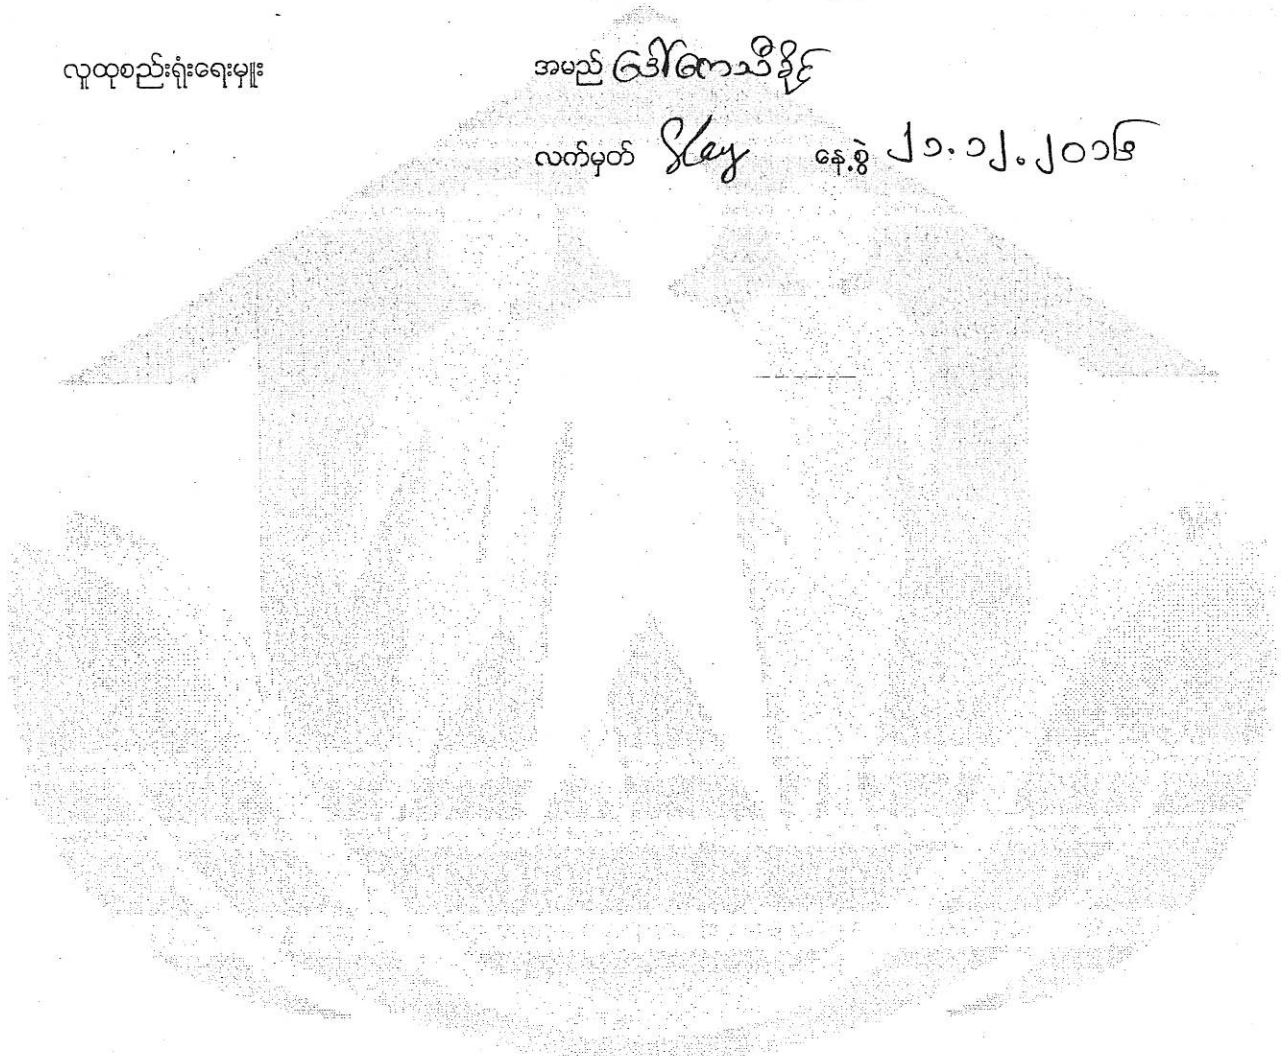 လူထုစည်းရုံးရေးမှူး အမည် ဒေါ်ကေသီခိုင်
လက်မှတ် နေ့စွဲ ၂၁.၁၂.၂၀၁၆